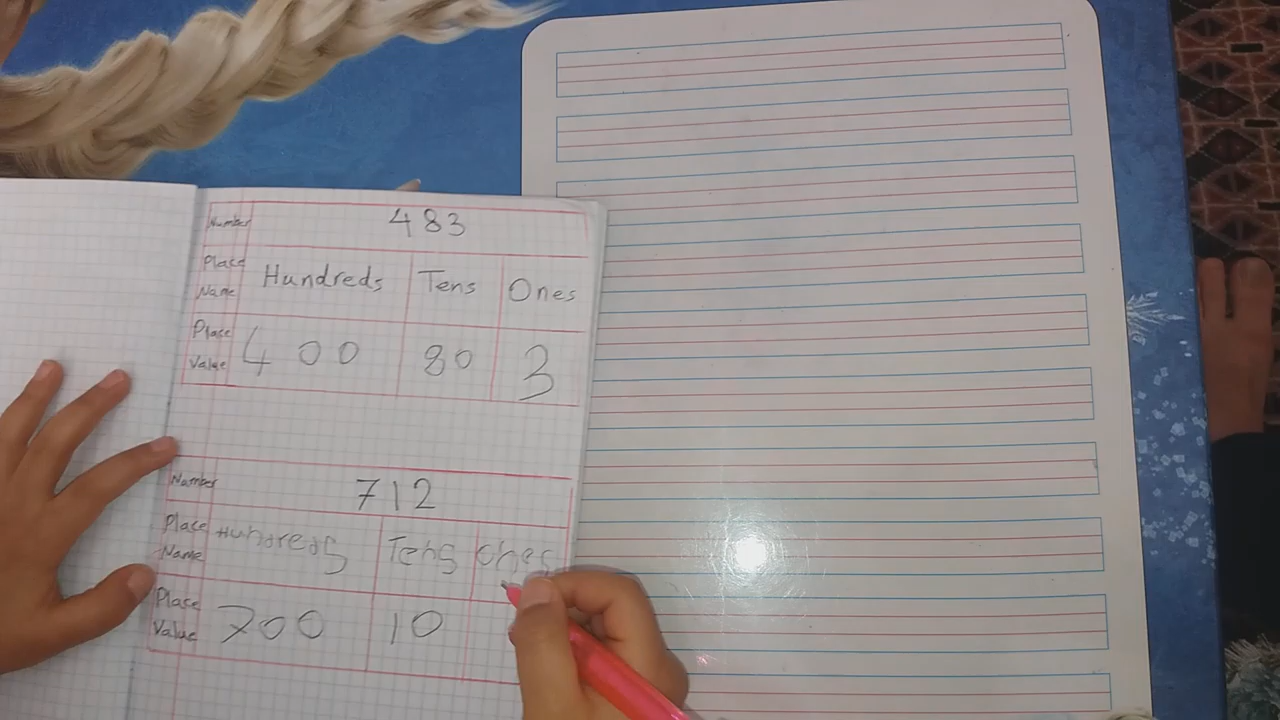 Number 483
Place Name Hundreds Tens Ones
Place Value 400 80 3
Number 712
Place Name Hundreds Tens Ones
Place Value 700 10